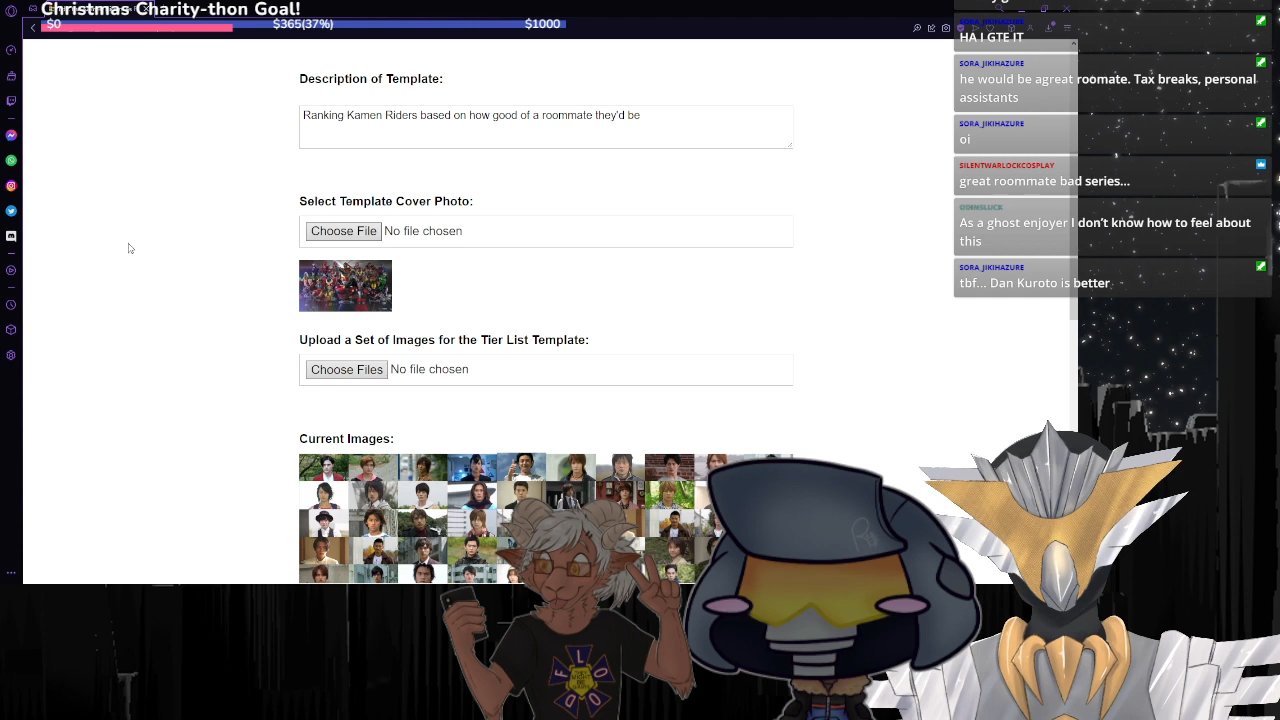 Christmas Charity-thon Goal!
$0 $365(37%) $1000
Description of Template:
Ranking Kamen Riders based on how good of a roommate they'd be
Select Template Cover Photo:
Choose File No file chosen
Upload a Set of Images for the Tier List Template:
Choose Files No file chosen
Current Images:
SORA_JIKIHAZURE
HA I GTE IT
SORA_JIKIHAZURE
he would be agreat roomate. Tax breaks, personal
assistants
SORA_JIKIHAZURE
oi
SILENTWARLOCKCOSPLAY
great roommate bad series...
As a ghost enjoyer I don't know how to feel about
this
SORA_JIKIHAZURE
tbf... Dan Kuroto is better